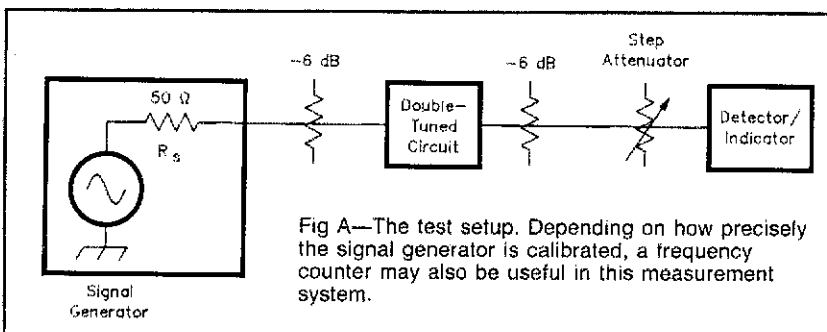 Step
Attenuator
–6 dB
–6 dB
50 Ω
R s
Double–
Tuned
Circuit
Detector/
Indicator
Fig A—The test setup. Depending on how precisely
the signal generator is calibrated, a frequency
counter may also be useful in this measurement
system.
Signal
Generator